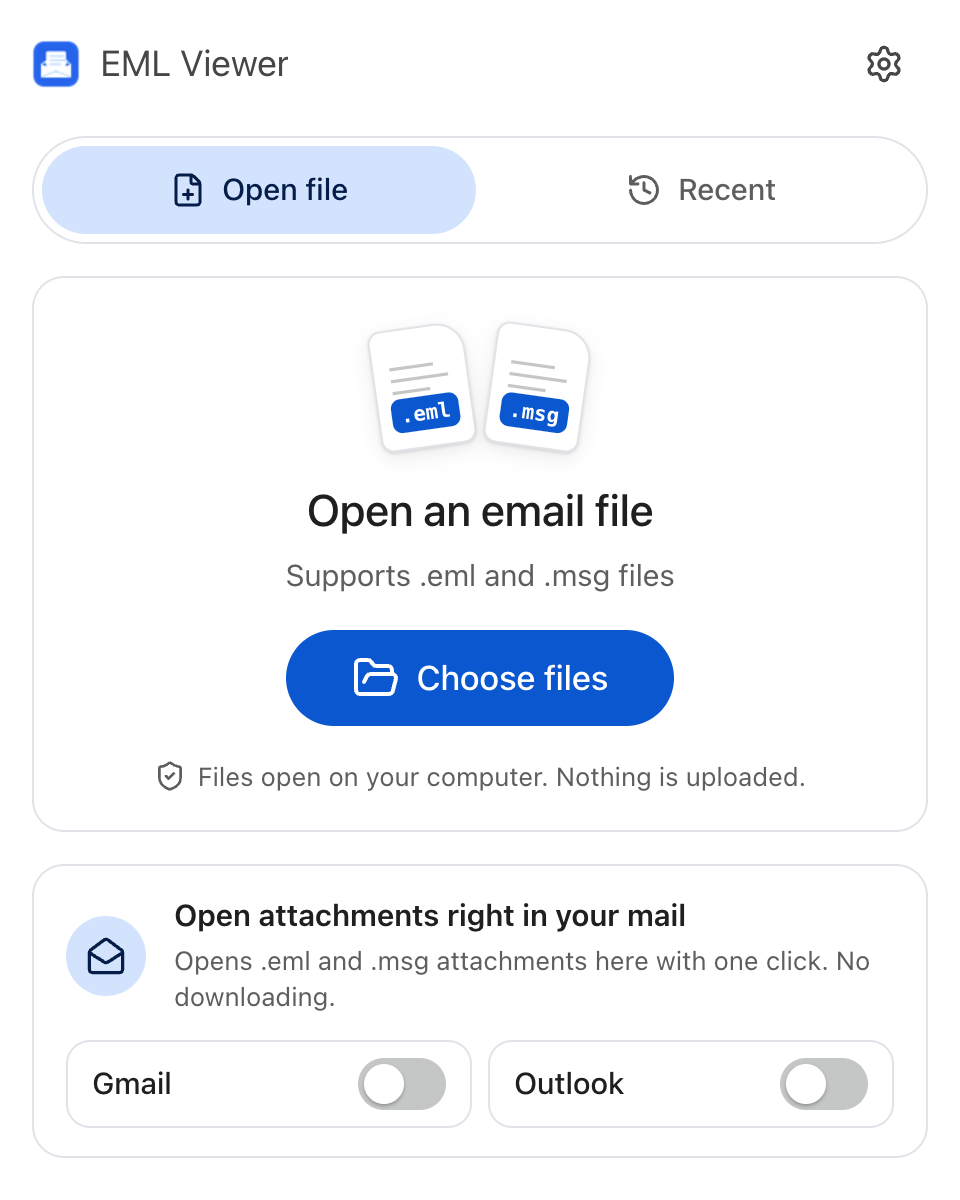 EML Viewer
Open file
Recent
.eml
.msg
Open an email file
Supports .eml and .msg files
Choose files
Files open on your computer. Nothing is uploaded.
Open attachments right in your mail
Opens .eml and .msg attachments here with one click. No
downloading.
Gmail
Outlook